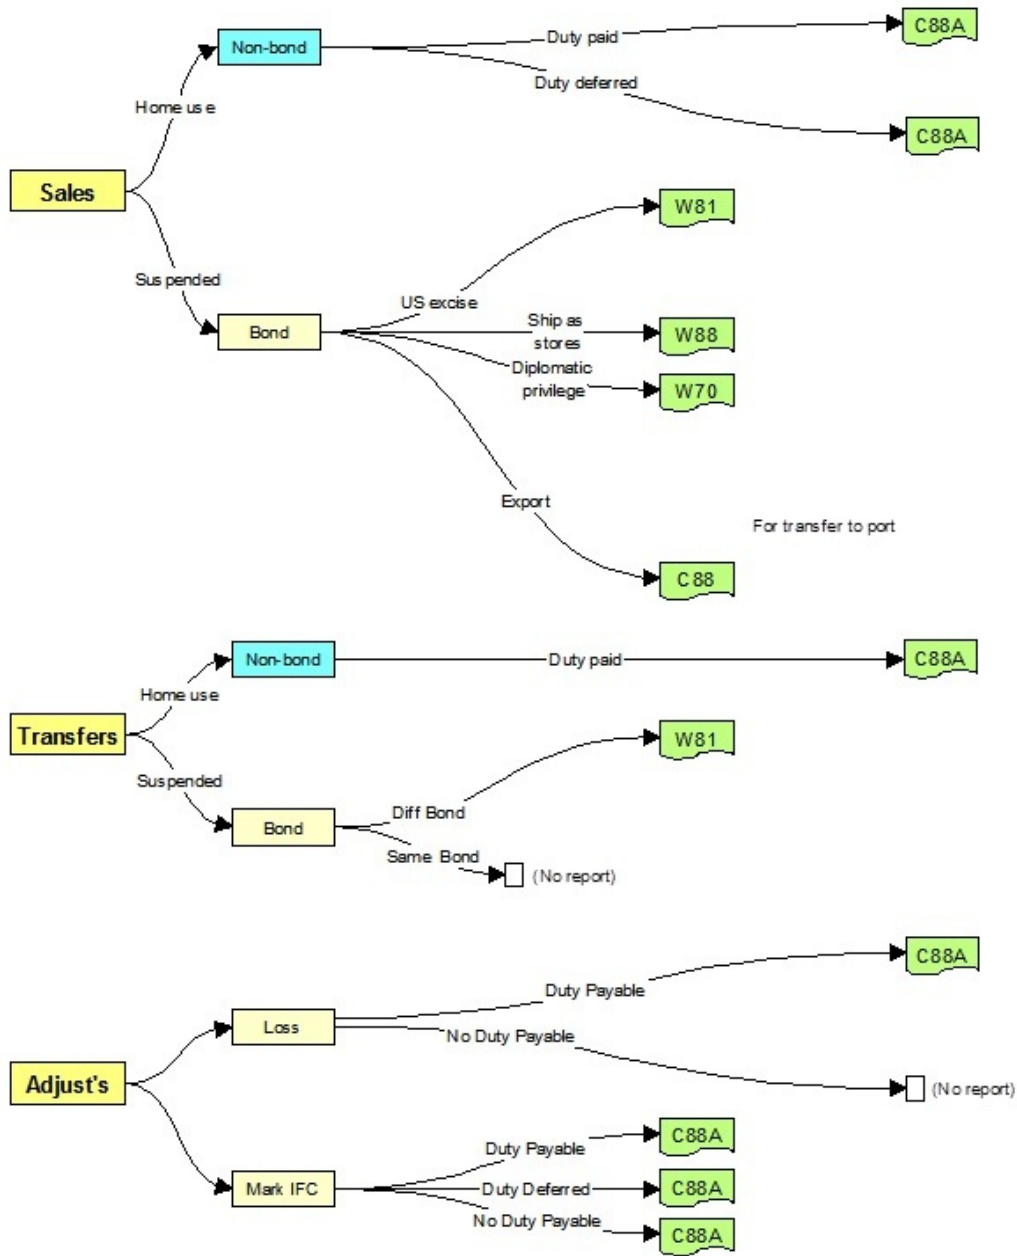 C88A
Non-bond
Duty paid
Duty deferred
Home use
C88A
Sales
W81
Suspended
US excise
Bond
Ship as
stores
W88
Diplomatic
privilege
W70
Export
For transfer to port
C88
Non-bond
Duty paid
C88A
Home use
Transfers
W81
Suspended
Diff Bond
Bond
Same Bond
(No report)
C88A
Duty Payable
Loss
No Duty Payable
Adjust's
(No report)
C88A
Duty Payable
Mark IFC
Duty Deferred
C88A
No Duty Payable
C88A